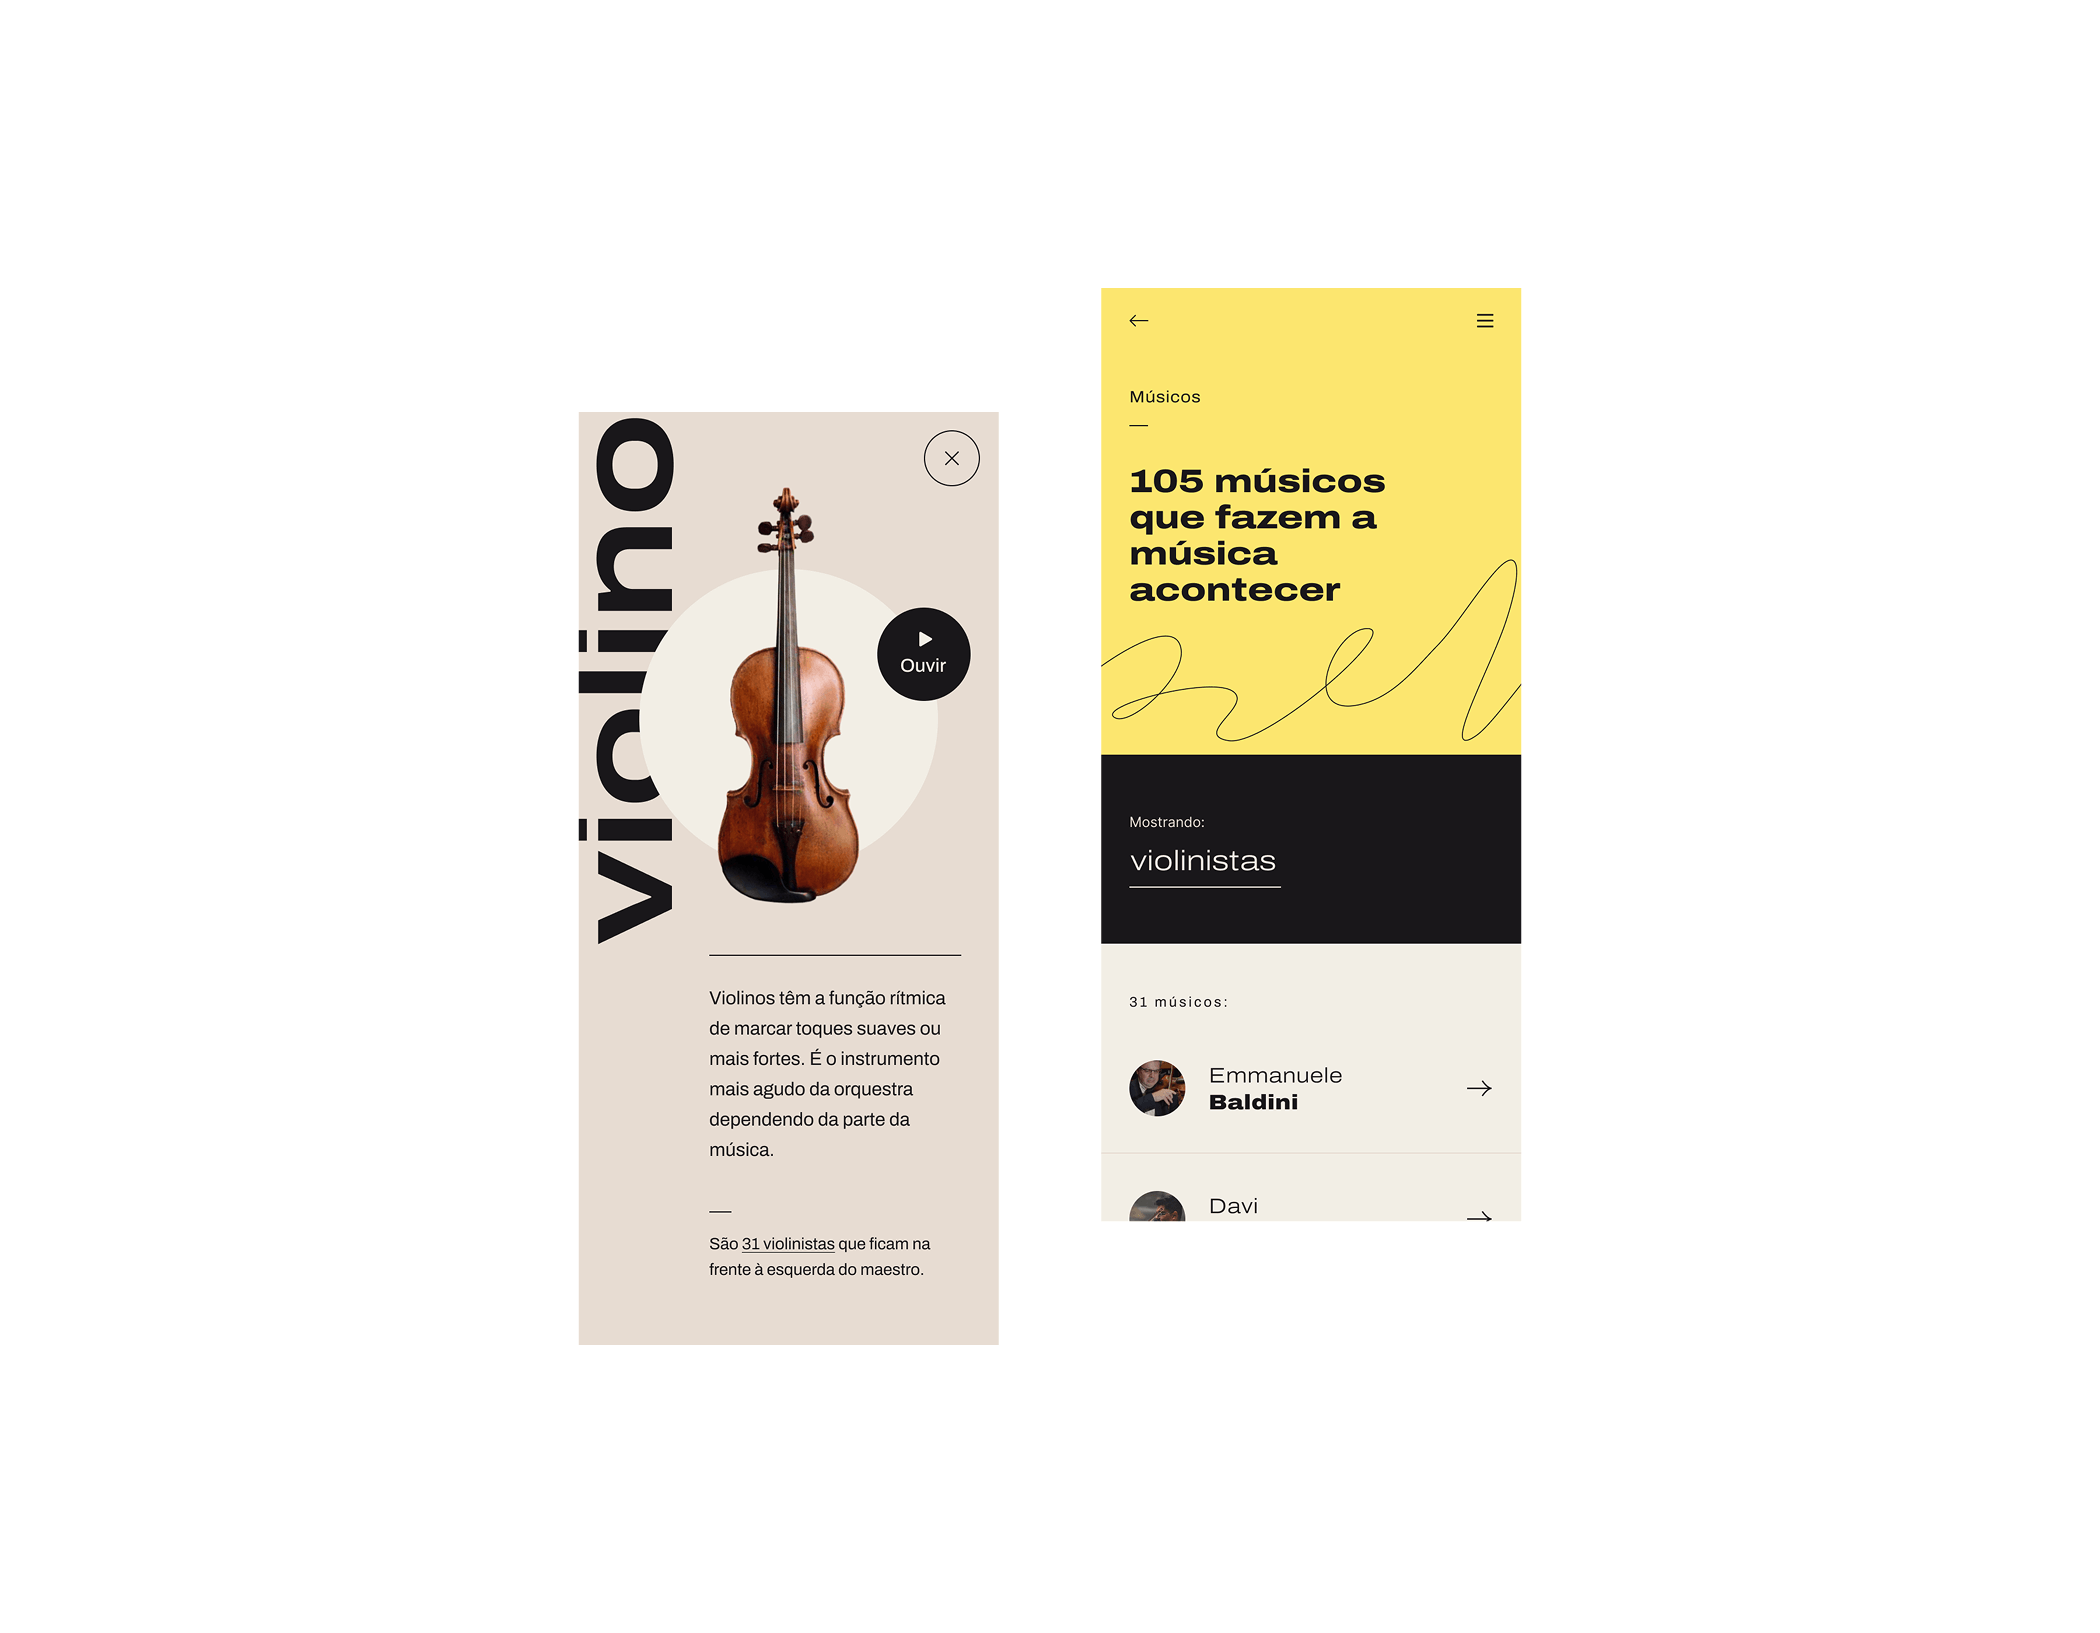 violino
Ouvir
Violinos têm a função rítmica
de marcar toques suaves ou
mais fortes. É o instrumento
mais agudo da orquestra
dependendo da parte da
música.
São 31 violinistas que ficam na
frente à esquerda do maestro.
Músicos
105 músicos
que fazem a
música
acontecer
Mostrando:
violinistas
31 músicos:
Emmanuele
Baldini
Davi